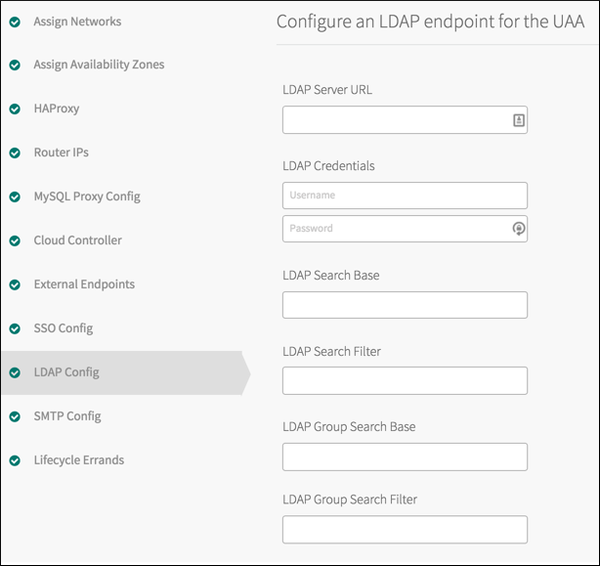 Assign Networks
Assign Availability Zones
HAProxy
Router IPs
MySQL Proxy Config
Cloud Controller
External Endpoints
SSO Config
LDAP Config
SMTP Config
Lifecycle Errands
Configure an LDAP endpoint for the UAA
LDAP Server URL
LDAP Credentials
Username
Password
LDAP Search Base
LDAP Search Filter
LDAP Group Search Base
LDAP Group Search Filter